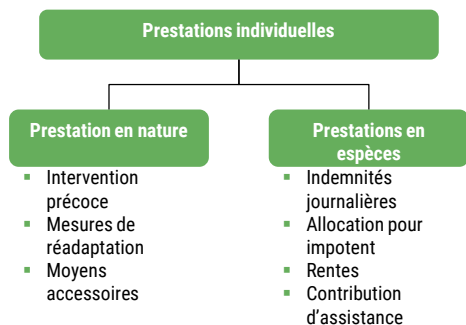 Prestations individuelles
Prestation en nature
▪ Intervention
précoce
▪ Mesures de
réadaptation
▪ Moyens
accessoires
Prestations en
espèces
▪ Indemnités
journalières
▪ Allocation pour
impotent
▪ Rentes
▪ Contribution
d'assistance